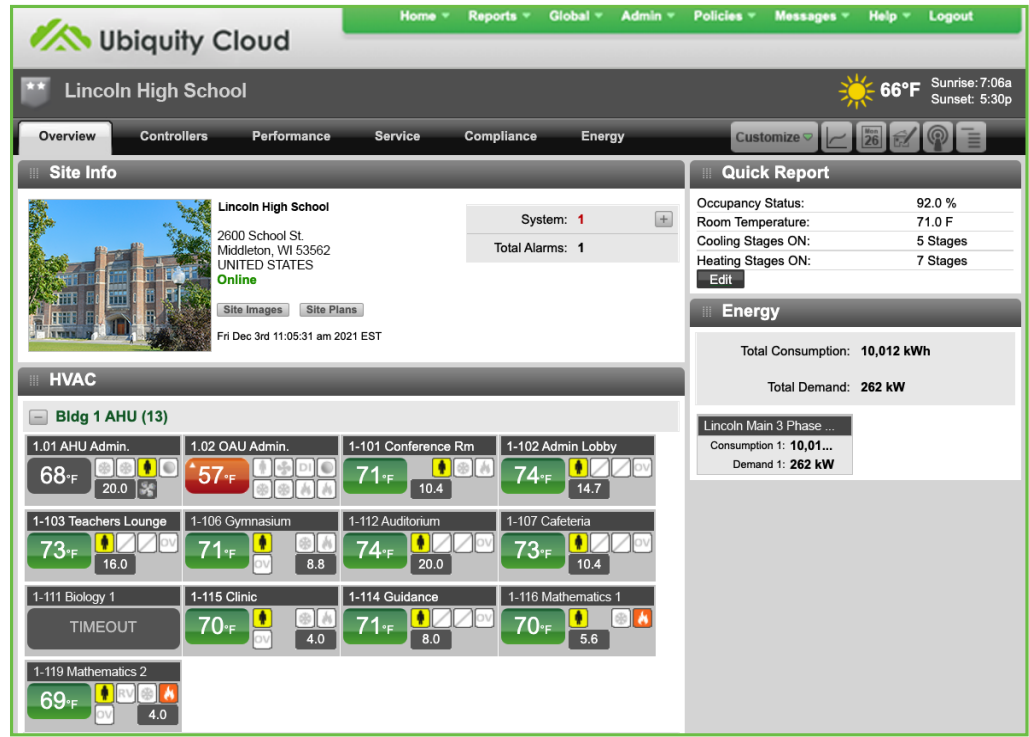 Home Reports Global Admin Policies Messages Help Logout
Ubiquity Cloud
Lincoln High School
66°F
Sunrise: 7:06a
Sunset: 5:30p
Overview Controllers Performance Service Compliance Energy
Customize
Mon
26
Site Info
Lincoln High School
2600 School St.
Middleton, WI 53562
UNITED STATES
Online
Site Images Site Plans
Fri Dec 3rd 11:05:31 am 2021 EST
System: 1 +
Total Alarms: 1
Quick Report
Occupancy Status: 92.0 %
Room Temperature: 71.0 F
Cooling Stages ON: 5 Stages
Heating Stages ON: 7 Stages
Edit
Energy
Total Consumption: 10,012 kWh
Total Demand: 262 kW
Lincoln Main 3 Phase ...
Consumption 1: 10,01...
Demand 1: 262 kW
HVAC
Bldg 1 AHU (13)
1.01 AHU Admin.
68°F
20.0
1.02 OAU Admin.
57°F
DI
1-101 Conference Rm
71°F
10.4
1-102 Admin Lobby
74°F
OV
14.7
1-103 Teachers Lounge
73°F
OV
16.0
1-106 Gymnasium
71°F
OV
8.8
1-112 Auditorium
74°F
OV
20.0
1-107 Cafeteria
73°F
OV
10.4
1-111 Biology 1
TIMEOUT
1-115 Clinic
70°F
OV
4.0
1-114 Guidance
71°F
OV
8.0
1-116 Mathematics 1
70°F
5.6
1-119 Mathematics 2
69°F
RV
OV
4.0